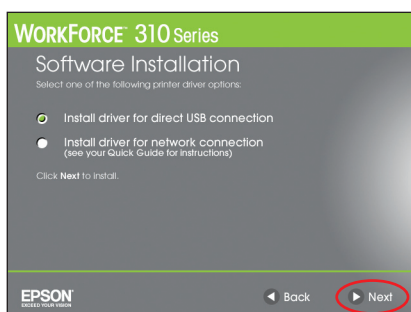 WORKFORCE™ 310 Series
Software Installation
Select one of the following printer driver options:
Install driver for direct USB connection
Install driver for network connection
(see your Quick Guide for instructions)
Click Next to install.
EPSON®
EXCEED YOUR VISION
Back
Next